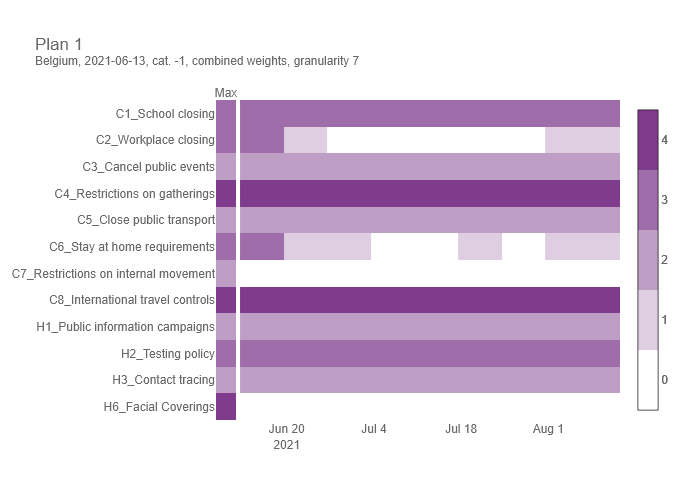 Plan 1
Belgium, 2021-06-13, cat. -1, combined weights, granularity 7
Max
C1_School closing
C2_Workplace closing
C3_Cancel public events
C4_Restrictions on gatherings
C5_Close public transport
C6_Stay at home requirements
C7_Restrictions on internal movement
C8_International travel controls
H1_Public information campaigns
H2_Testing policy
H3_Contact tracing
H6_Facial Coverings
4
3
2
1
0
Jun 20 Jul 4 Jul 18 Aug 1
2021